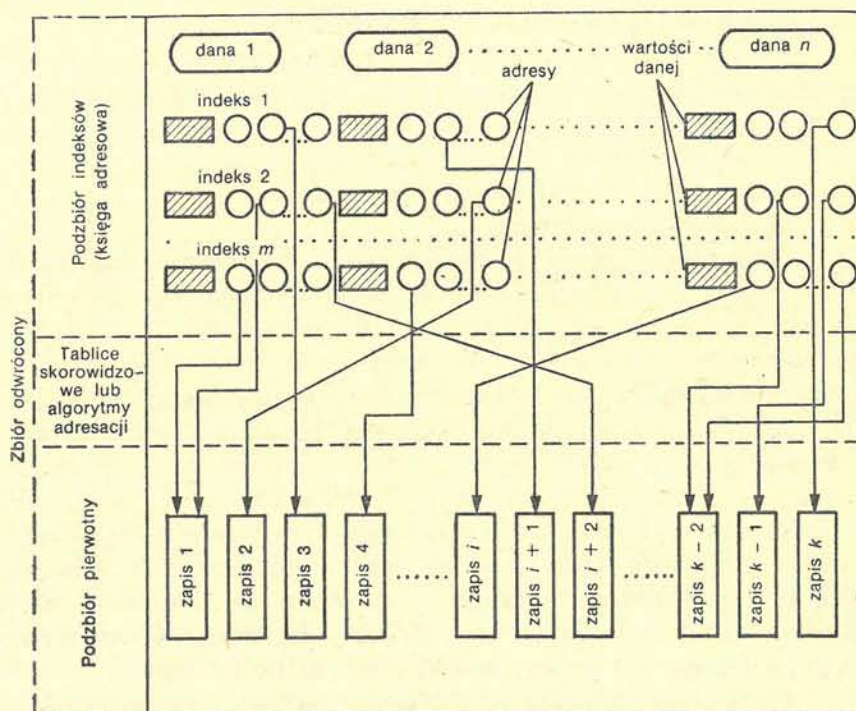 dana 1
dana 2
wartości
danej
dana n
adresy
indeks 1
indeks 2
indeks m
Zbiór odwrócony
Podzbiór indeksów
(księga adresowa)
Tablice
skorowidzo-
we lub
algorytmy
adresacji
Podzbiór pierwotny
zapis 1
zapis 2
zapis 3
zapis 4
zapis i
zapis i + 1
zapis i + 2
zapis k - 2
zapis k - 1
zapis k